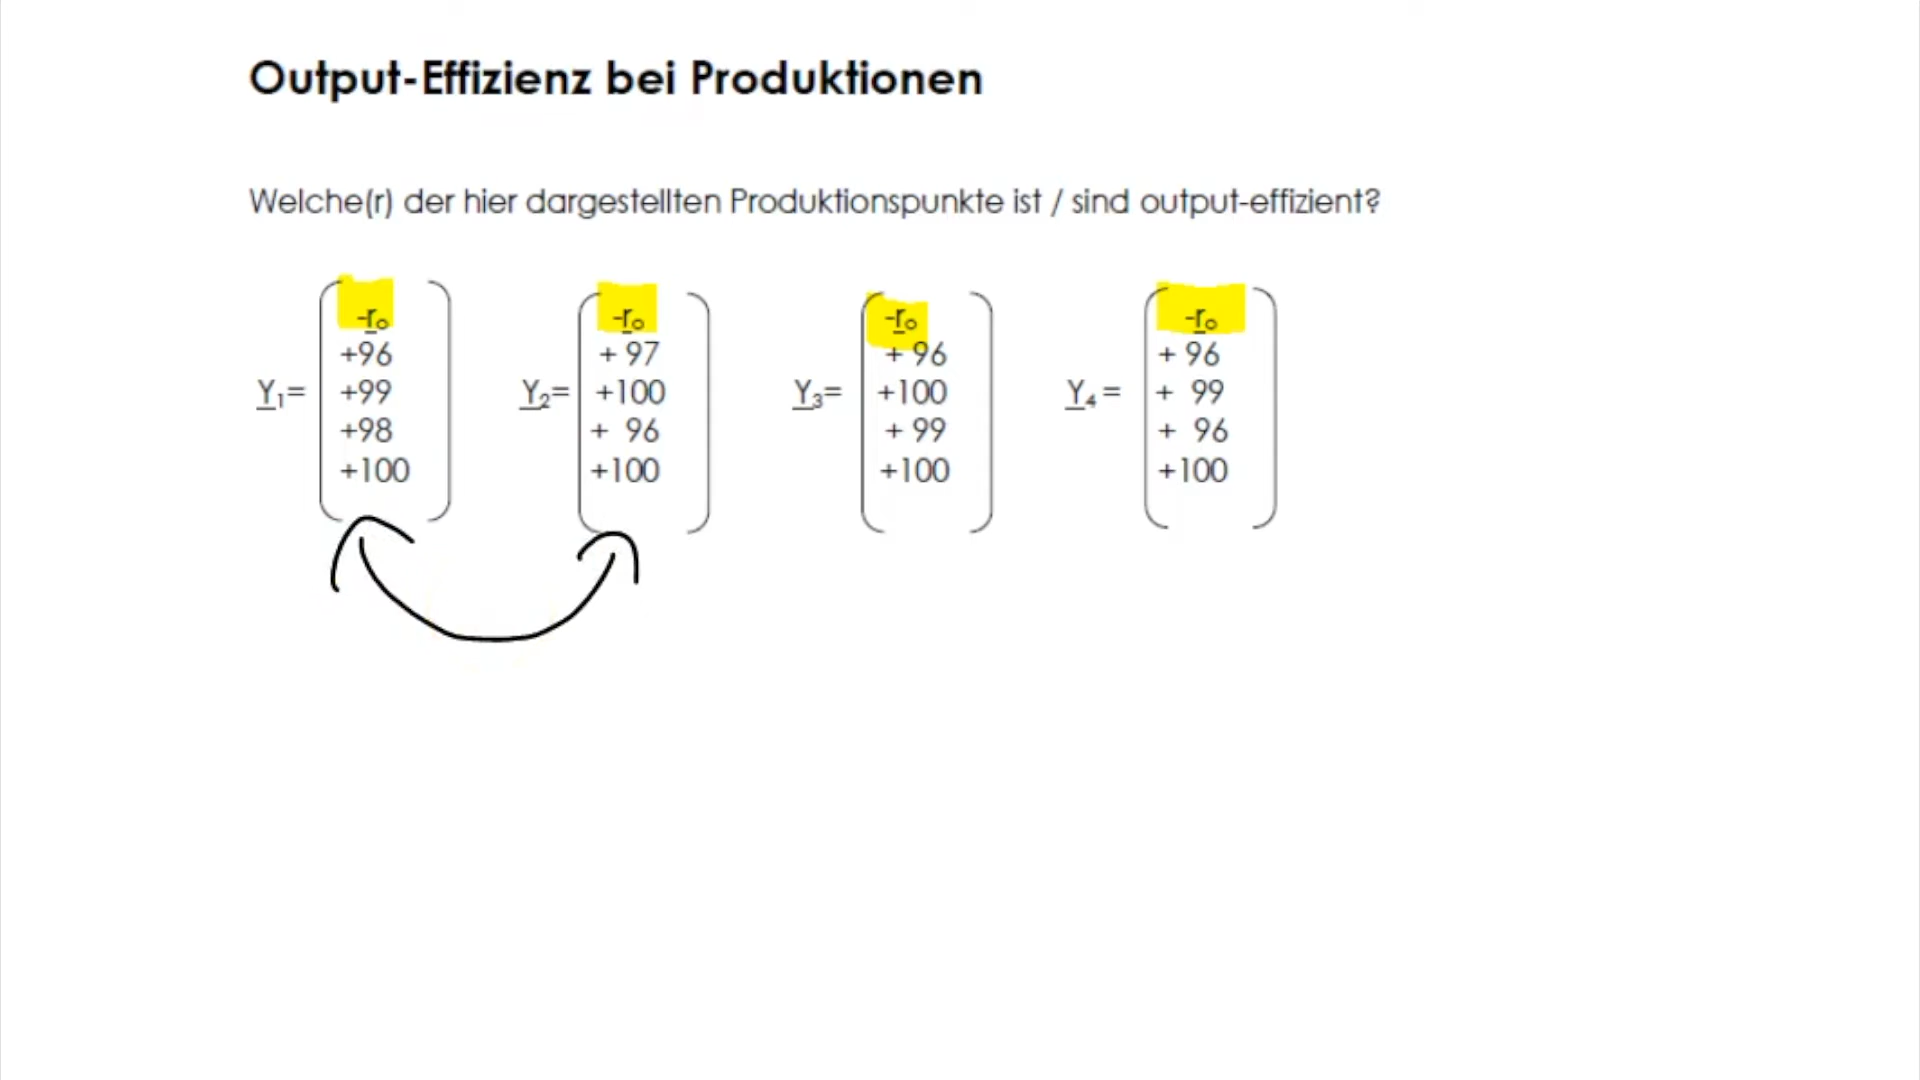 Output-Effizienz bei Produktionen
Welche(r) der hier dargestellten Produktionspunkte ist / sind output-effizient?
-r₀ -r₀ -r₀ -r₀
+96 + 97 + 96 + 96
Y₁= +99 Y₂= +100 Y₃= +100 Y₄= + 99
+98 + 96 + 99 + 96
+100 +100 +100 +100